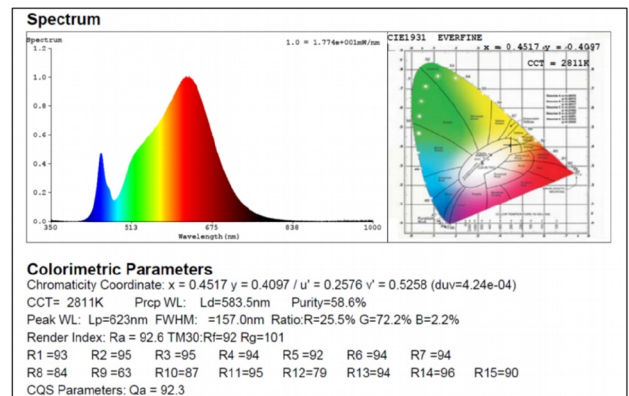 Spectrum
Spectrum
1.0 = 1.774e+001mW/nm
1.2
1.0
0.8
0.6
0.4
0.2
0.0
350 513 675 838 1000
Wavelength(nm)
CIE1931 EVERFINE
x = 0.4517 y = 0.4097
CCT = 2811K
Colorimetric Parameters
Chromaticity Coordinate: x = 0.4517 y = 0.4097 / u' = 0.2576 v' = 0.5258 (duv=4.24e-04)
CCT= 2811K Prcp WL: Ld=583.5nm Purity=58.6%
Peak WL: Lp=623nm FWHM: =157.0nm Ratio:R=25.5% G=72.2% B=2.2%
Render Index: Ra = 92.6 TM30:Rf=92 Rg=101
R1 =93 R2 =95 R3 =95 R4 =94 R5 =92 R6 =94 R7 =94
R8 =84 R9 =63 R10=87 R11=95 R12=79 R13=94 R14=96 R15=90
CQS Parameters: Qa = 92.3